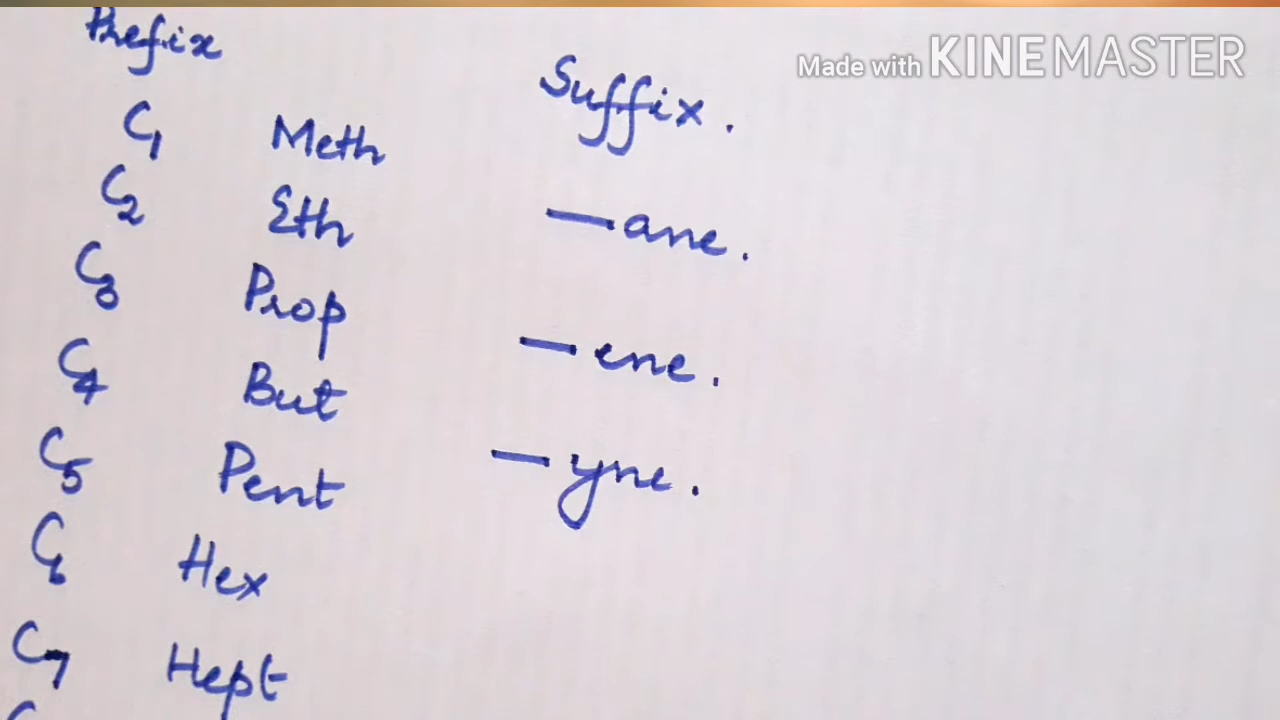 Prefix
Made with KINEMASTER
Suffix.
C1 Meth
C2 Eth
— ane.
C3 Prop
— ene.
C4 But
C5 Pent
— yne.
C6 Hex
C7 Hept
C